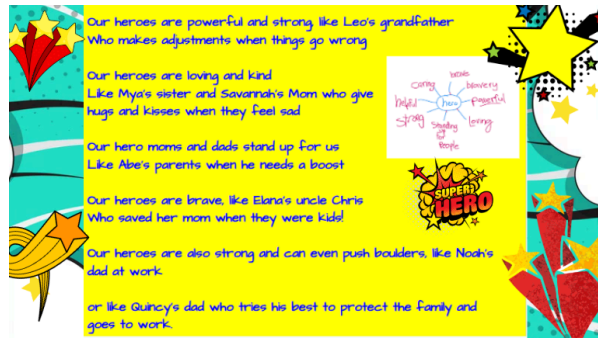 Our heroes are powerful and strong, like Leo's grandfather
Who makes adjustments when things go wrong
Our heroes are loving and kind
Like Mya's sister and Savannah's Mom who give
hugs and kisses when they feel sad
Our hero moms and dads stand up for us
Like Abe's parents when he needs a boost
Our heroes are brave, like Elana's uncle Chris
Who saved her mom when they were kids!
Our heroes are also strong and can even push boulders, like Noah's
dad at work
or like Quincy's dad who tries his best to protect the family and
goes to work.
caring
bravery
helpful
hero
powerful
strong
standing
up
loving
People
SUPER
HERO